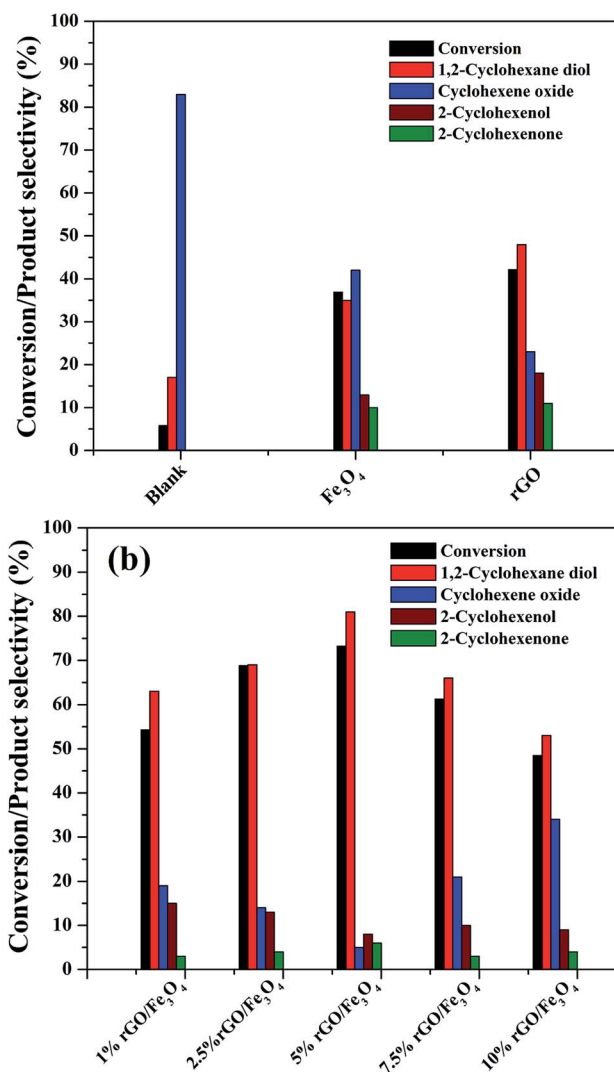 Conversion/Product selectivity (%)
100
90
80
70
60
50
40
30
20
10
0
Conversion
1,2-Cyclohexane diol
Cyclohexene oxide
2-Cyclohexenol
2-Cyclohexenone
Blank
Fe₃O₄
rGO
Conversion/Product selectivity (%)
100
90
80
70
60
50
40
30
20
10
0
(b)
Conversion
1,2-Cyclohexane diol
Cyclohexene oxide
2-Cyclohexenol
2-Cyclohexenone
1% rGO/Fe₃O₄
2.5%rGO/Fe₃O₄
5% rGO/Fe₃O₄
7.5% rGO/Fe₃O₄
10% rGO/Fe₃O₄